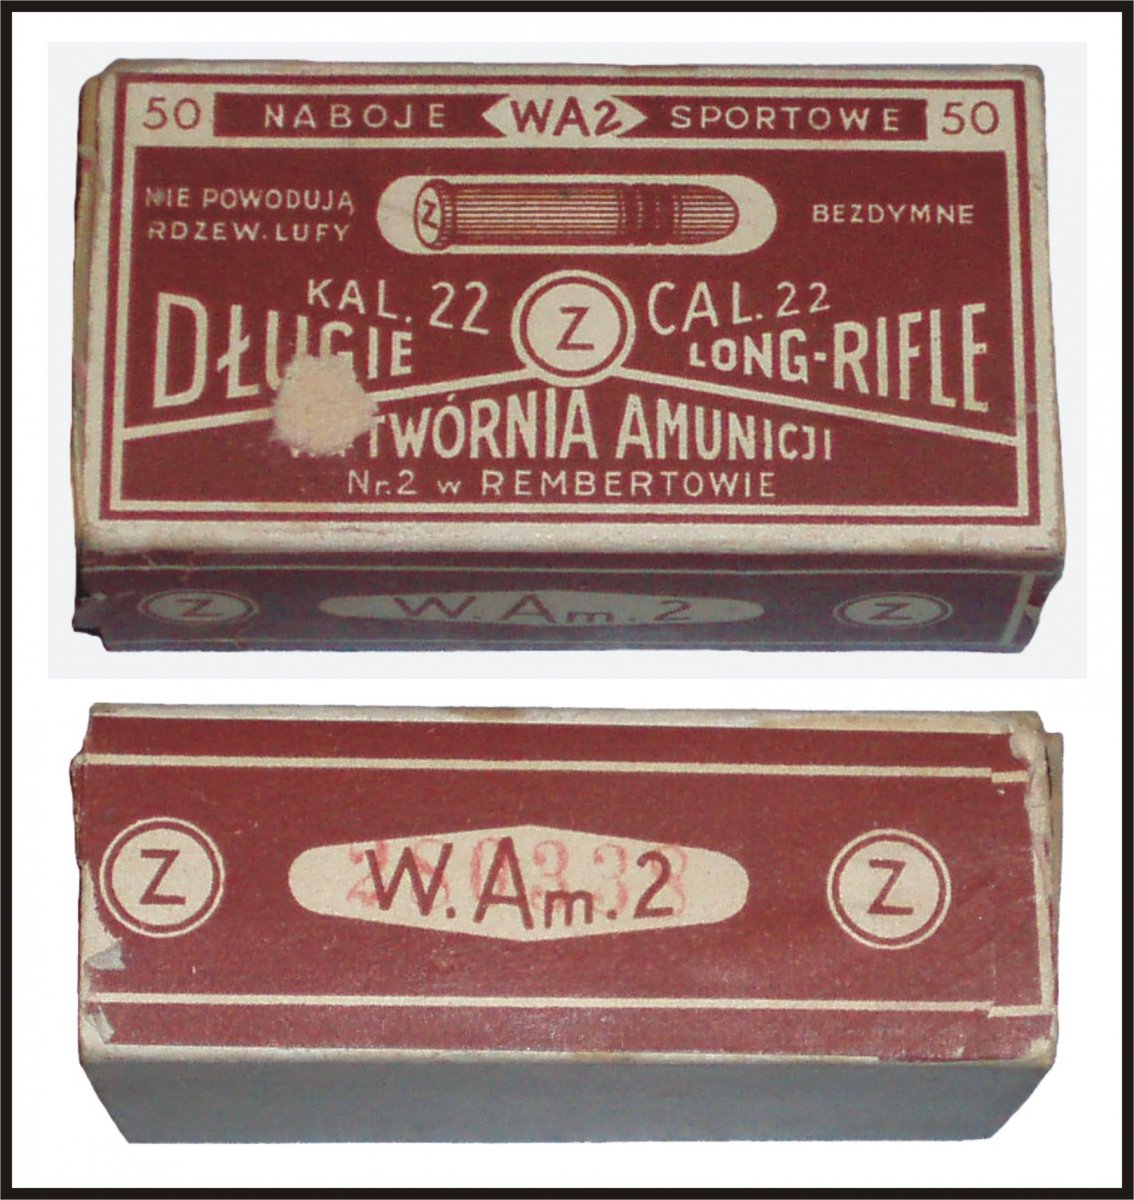 50 NABOJE WA2 SPORTOWE 50
NIE POWODUJĄ
RDZEW. LUFY
Z
BEZDYMNE
KAL. 22
DŁUGIE
Z
CAL. 22
LONG-RIFLE
TWÓRNIA AMUNICJI
Nr. 2 w REMBERTOWIE
Z W.Am.2 Z
Z W.Am.2 Z